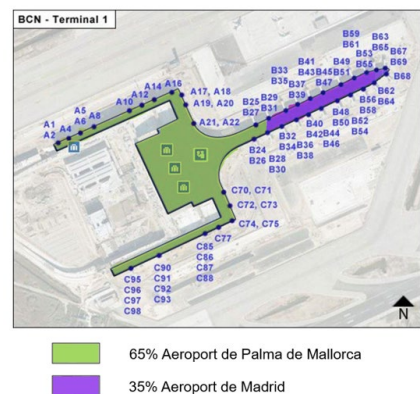 BCN - Terminal 1
A1
A2
A4
A5
A6
A8
A10
A12
A14
A16
A17, A18
A19, A20
A21, A22
B25
B27
B29
B31
B33
B35
B37
B39
B41
B43
B45
B47
B49
B51
B53
B55
B59
B61
B63
B65
B67
B69
B68
B62
B64
B56
B58
B52
B54
B48
B50
B44
B46
B40
B42
B36
B38
B32
B34
B28
B30
B24
B26
C70, C71
C72, C73
C74, C75
C77
C85
C86
C87
C88
C90
C91
C92
C93
C95
C96
C97
C98
N
65% Aeroport de Palma de Mallorca
35% Aeroport de Madrid